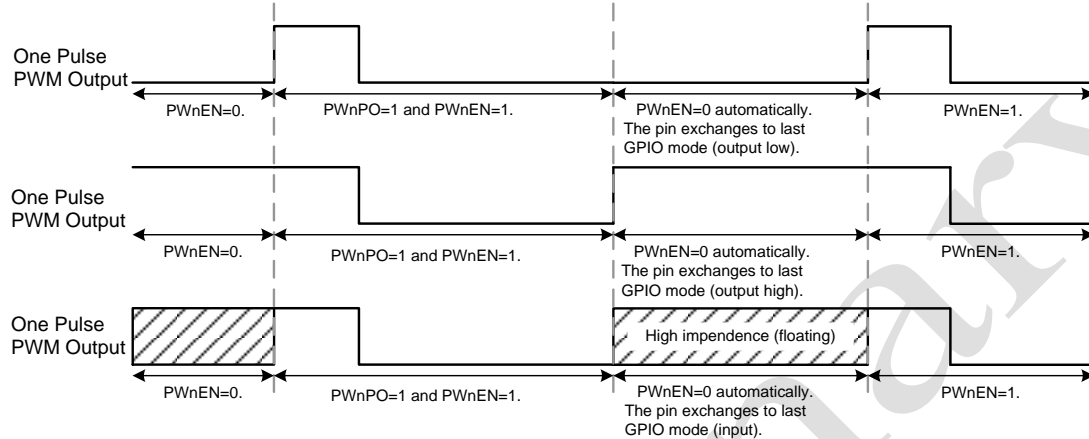 One Pulse
PWM Output
PWnEN=0.
PWnPO=1 and PWnEN=1.
PWnEN=0 automatically.
The pin exchanges to last
GPIO mode (output low).
PWnEN=1.
One Pulse
PWM Output
PWnEN=0.
PWnPO=1 and PWnEN=1.
PWnEN=0 automatically.
The pin exchanges to last
GPIO mode (output high).
PWnEN=1.
One Pulse
PWM Output
High impendence (floating)
PWnEN=0.
PWnPO=1 and PWnEN=1.
PWnEN=0 automatically.
The pin exchanges to last
GPIO mode (input).
PWnEN=1.